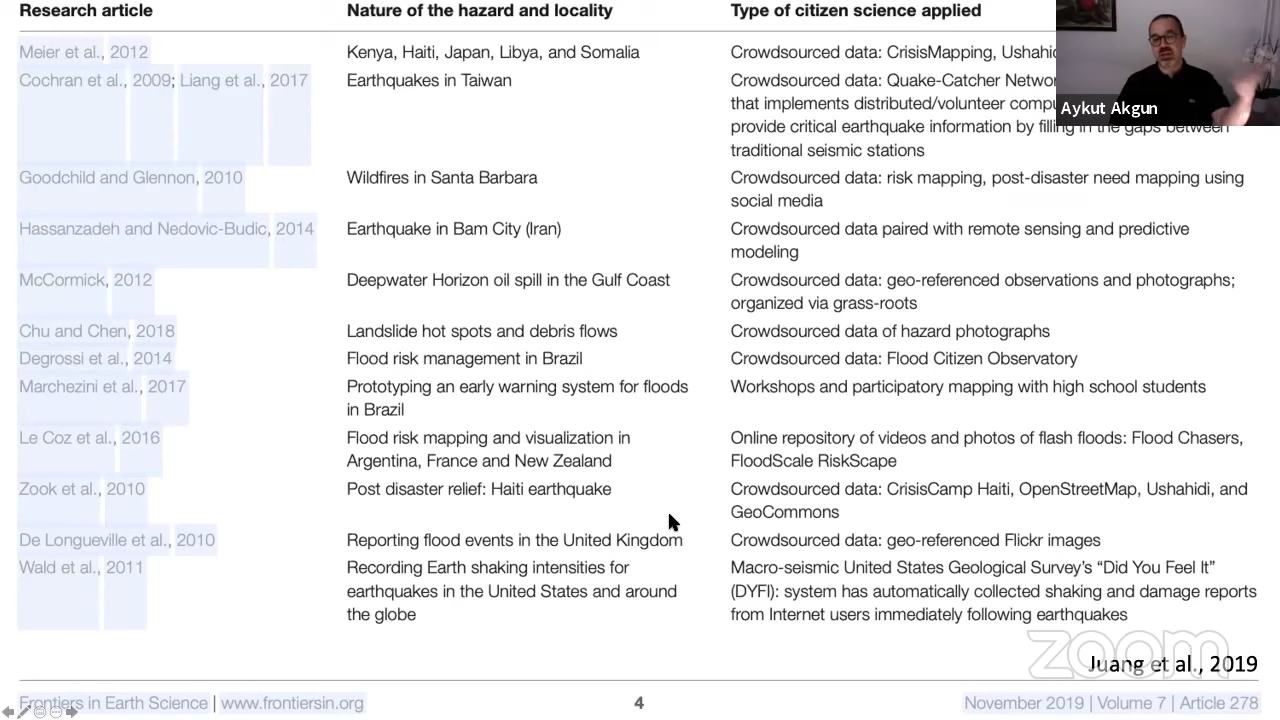 Research article Nature of the hazard and locality Type of citizen science applied
Meier et al., 2012 Kenya, Haiti, Japan, Libya, and Somalia Crowdsourced data: CrisisMapping,
Cochran et al., 2009; Liang et al., 2017 Earthquakes in Taiwan Crowdsourced data: Quake-Catcher
that implements distributed/volunteer
provide critical earthquake information by filling in the gaps between
traditional seismic stations
Goodchild and Glennon, 2010 Wildfires in Santa Barbara Crowdsourced data: risk mapping, post-disaster need mapping using
social media
Hassanzadeh and Nedovic-Budic, 2014 Earthquake in Bam City (Iran) Crowdsourced data paired with remote sensing and predictive
modeling
McCormick, 2012 Deepwater Horizon oil spill in the Gulf Coast Crowdsourced data: geo-referenced observations and photographs;
organized via grass-roots
Chu and Chen, 2018 Landslide hot spots and debris flows Crowdsourced data of hazard photographs
Degrossi et al., 2014 Flood risk management in Brazil Crowdsourced data: Flood Citizen Observatory
Marchezini et al., 2017 Prototyping an early warning system for floods Workshops and participatory mapping with high school students
in Brazil
Le Coz et al., 2016 Flood risk mapping and visualization in Online repository of videos and photos of flash floods: Flood Chasers,
Argentina, France and New Zealand FloodScale RiskScape
Zook et al., 2010 Post disaster relief: Haiti earthquake Crowdsourced data: CrisisCamp Haiti, OpenStreetMap, Ushahidi, and
GeoCommons
De Longueville et al., 2010 Reporting flood events in the United Kingdom Crowdsourced data: geo-referenced Flickr images
Wald et al., 2011 Recording Earth shaking intensities for Macro-seismic United States Geological Survey's “Did You Feel It”
earthquakes in the United States and around (DYFI): system has automatically collected shaking and damage reports
the globe from Internet users immediately following earthquakes
Aykut Akgun
zoom
Juang et al., 2019
Frontiers in Earth Science | www.frontiersin.org 4 November 2019 | Volume 7 | Article 278